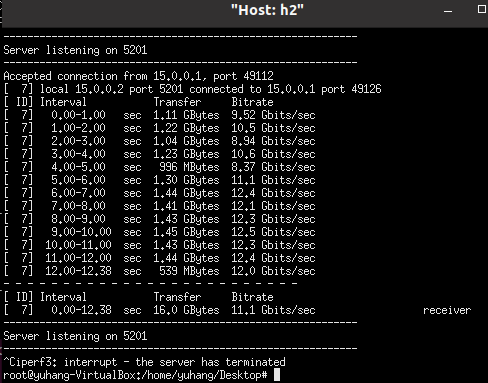 "Host: h2"
-----------------------------------------------------------
Server listening on 5201
-----------------------------------------------------------
Accepted connection from 15.0.0.1, port 49112
[  7] local 15.0.0.2 port 5201 connected to 15.0.0.1 port 49126
[ ID] Interval           Transfer     Bitrate
[  7]   0.00-1.00   sec  1.11 GBytes  9.52 Gbits/sec
[  7]   1.00-2.00   sec  1.22 GBytes  10.5 Gbits/sec
[  7]   2.00-3.00   sec  1.04 GBytes  8.94 Gbits/sec
[  7]   3.00-4.00   sec  1.23 GBytes  10.6 Gbits/sec
[  7]   4.00-5.00   sec   996 MBytes  8.37 Gbits/sec
[  7]   5.00-6.00   sec  1.30 GBytes  11.1 Gbits/sec
[  7]   6.00-7.00   sec  1.44 GBytes  12.4 Gbits/sec
[  7]   7.00-8.00   sec  1.41 GBytes  12.1 Gbits/sec
[  7]   8.00-9.00   sec  1.43 GBytes  12.3 Gbits/sec
[  7]   9.00-10.00  sec  1.45 GBytes  12.5 Gbits/sec
[  7]  10.00-11.00  sec  1.43 GBytes  12.3 Gbits/sec
[  7]  11.00-12.00  sec  1.44 GBytes  12.4 Gbits/sec
[  7]  12.00-12.38  sec   539 MBytes  12.0 Gbits/sec
- - - - - - - - - - - - - - - - - - - - - - - - -
[ ID] Interval           Transfer     Bitrate
[  7]   0.00-12.38  sec  16.0 GBytes  11.1 Gbits/sec                  receiver
-----------------------------------------------------------
Server listening on 5201
-----------------------------------------------------------
^Ciperf3: interrupt - the server has terminated
root@yuhang-VirtualBox:/home/yuhang/Desktop#